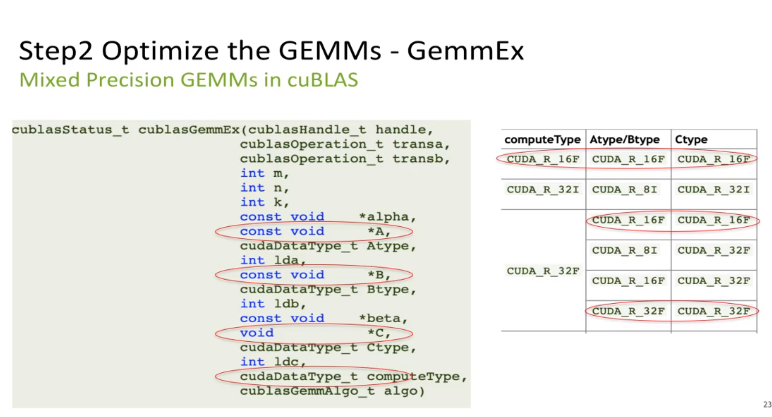 Step2 Optimize the GEMMs - GemmEx
Mixed Precision GEMMs in cuBLAS
cublasStatus_t cublasGemmEx(cublasHandle_t handle,
cublasOperation_t transa,
cublasOperation_t transb,
int m,
int n,
int k,
const void *alpha,
const void *A,
cudaDataType_t Atype,
int lda,
const void *B,
cudaDataType_t Btype,
int ldb,
const void *beta,
void *C,
cudaDataType_t Ctype,
int ldc,
cudaDataType_t computeType,
cublasGemmAlgo_t algo)
computeType Atype/Btype Ctype
CUDA_R_16F CUDA_R_16F CUDA_R_16F
CUDA_R_32I CUDA_R_8I CUDA_R_32I
CUDA_R_16F CUDA_R_16F
CUDA_R_8I CUDA_R_32F
CUDA_R_32F
CUDA_R_16F CUDA_R_32F
CUDA_R_32F CUDA_R_32F
23